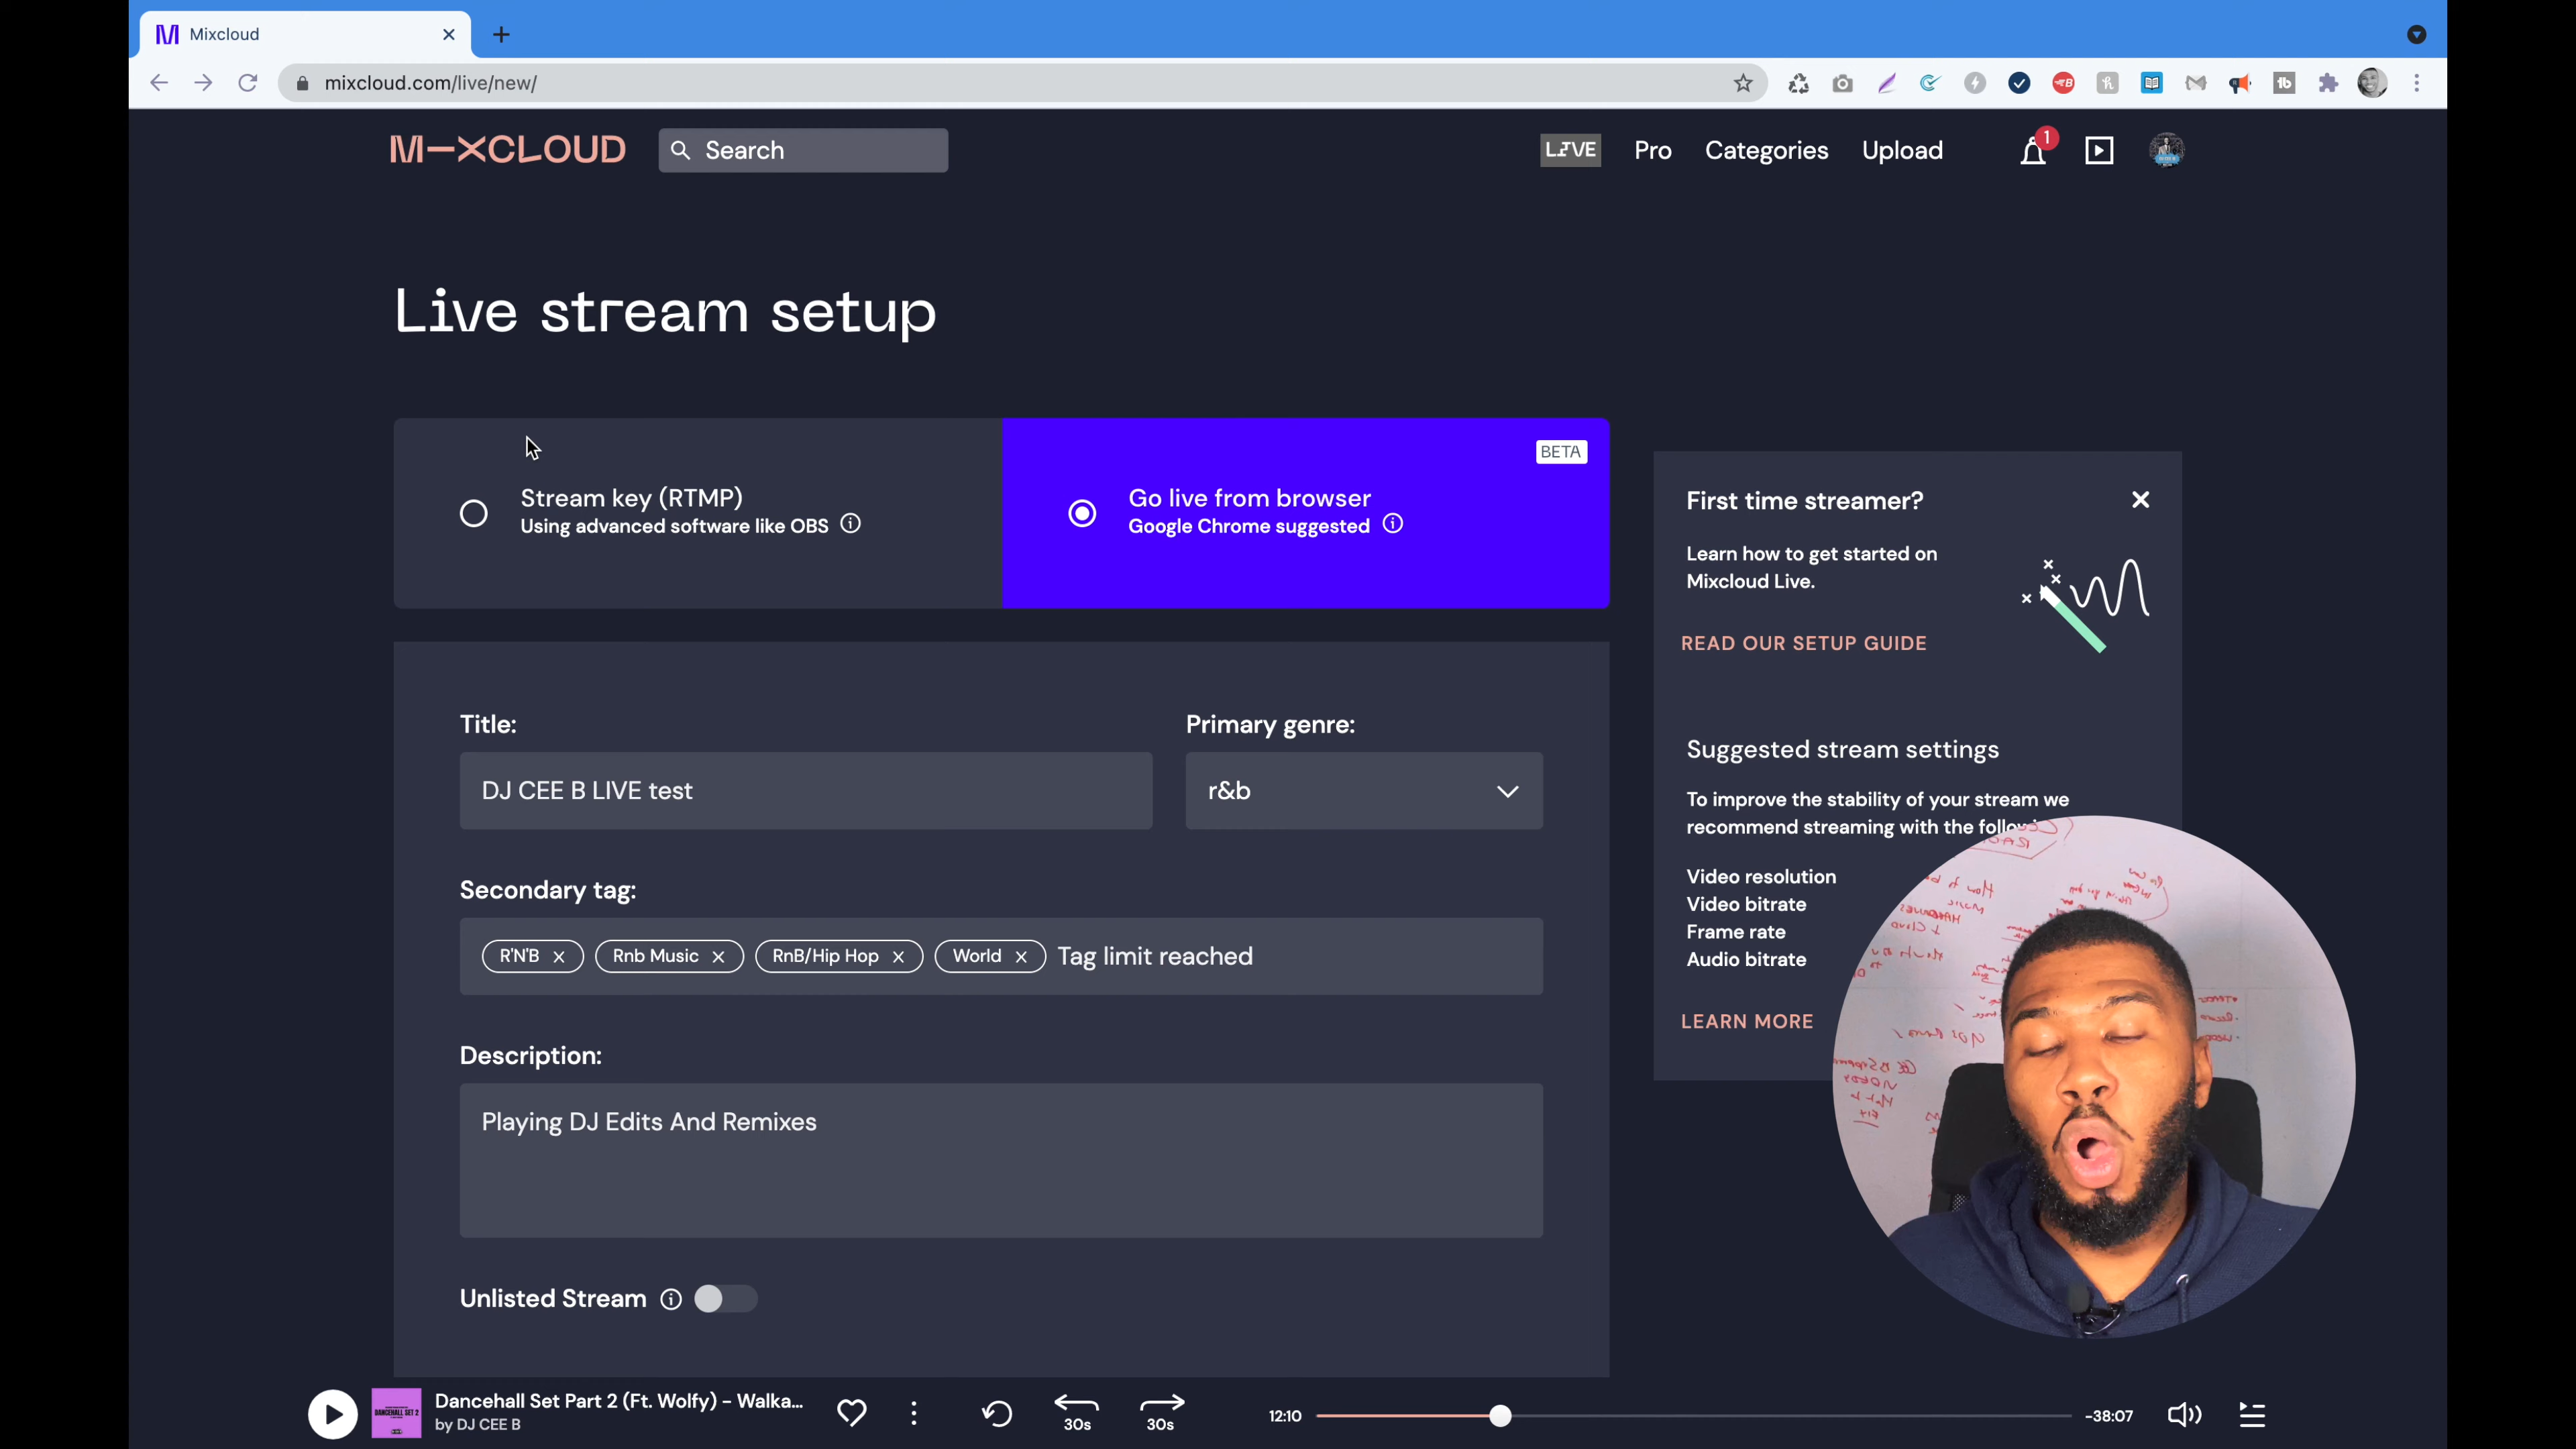 Mixcloud
mixcloud.com/live/new/
M-XCLOUD
Search
LIVE
Pro
Categories
Upload
1
Live stream setup
Stream key (RTMP)
Using advanced software like OBS
BETA
Go live from browser
Google Chrome suggested
First time streamer?
Learn how to get started on
Mixcloud Live.
READ OUR SETUP GUIDE
Title:
DJ CEE B LIVE test
Primary genre:
r&b
Secondary tag:
R'N'B
Rnb Music
RnB/Hip Hop
World
Tag limit reached
Description:
Playing DJ Edits And Remixes
Unlisted Stream
Suggested stream settings
To improve the stability of your stream we
recommend streaming with the
Video resolution
Video bitrate
Frame rate
Audio bitrate
LEARN MORE
DANCEHALL SET 2
Dancehall Set Part 2 (Ft. Wolfy) – Walka...
by DJ CEE B
30s
30s
12:10
-38:07